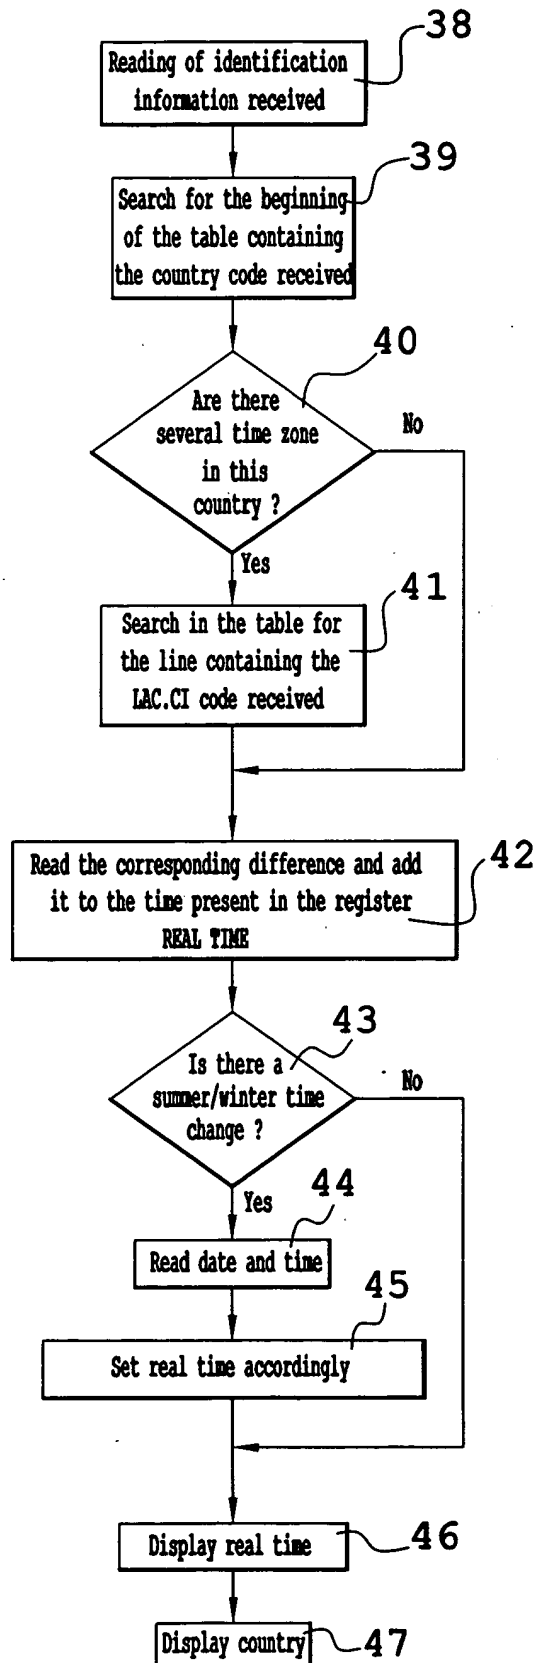 38
Reading of identification
information received
39
Search for the beginning
of the table containing
the country code received
40
Are there
several time zone
in this
country ?
No
Yes
41
Search in the table for
the line containing the
LAC.CI code received
42
Read the corresponding difference and add
it to the time present in the register
REAL TIME
43
Is there a
summer/winter time
change ?
No
Yes
44
Read date and time
45
Set real time accordingly
46
Display real time
47
Display country